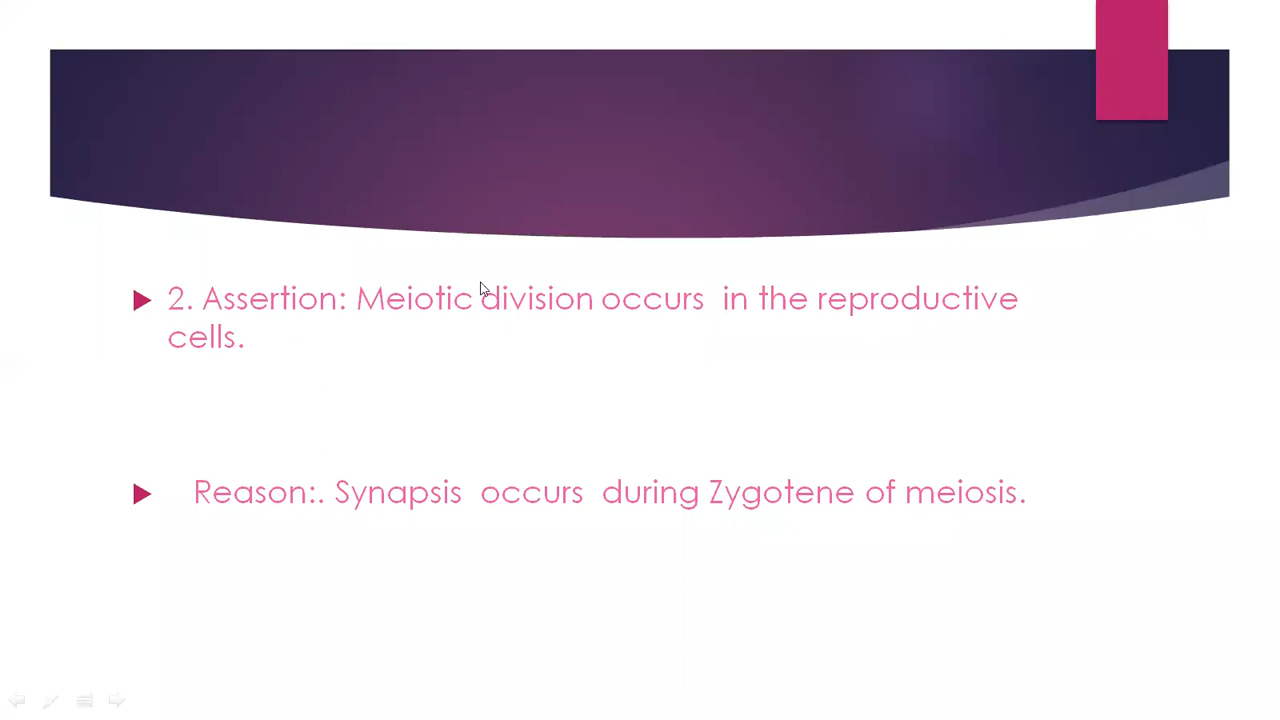 2. Assertion: Meiotic division occurs in the reproductive
cells.
Reason:. Synapsis occurs during Zygotene of meiosis.